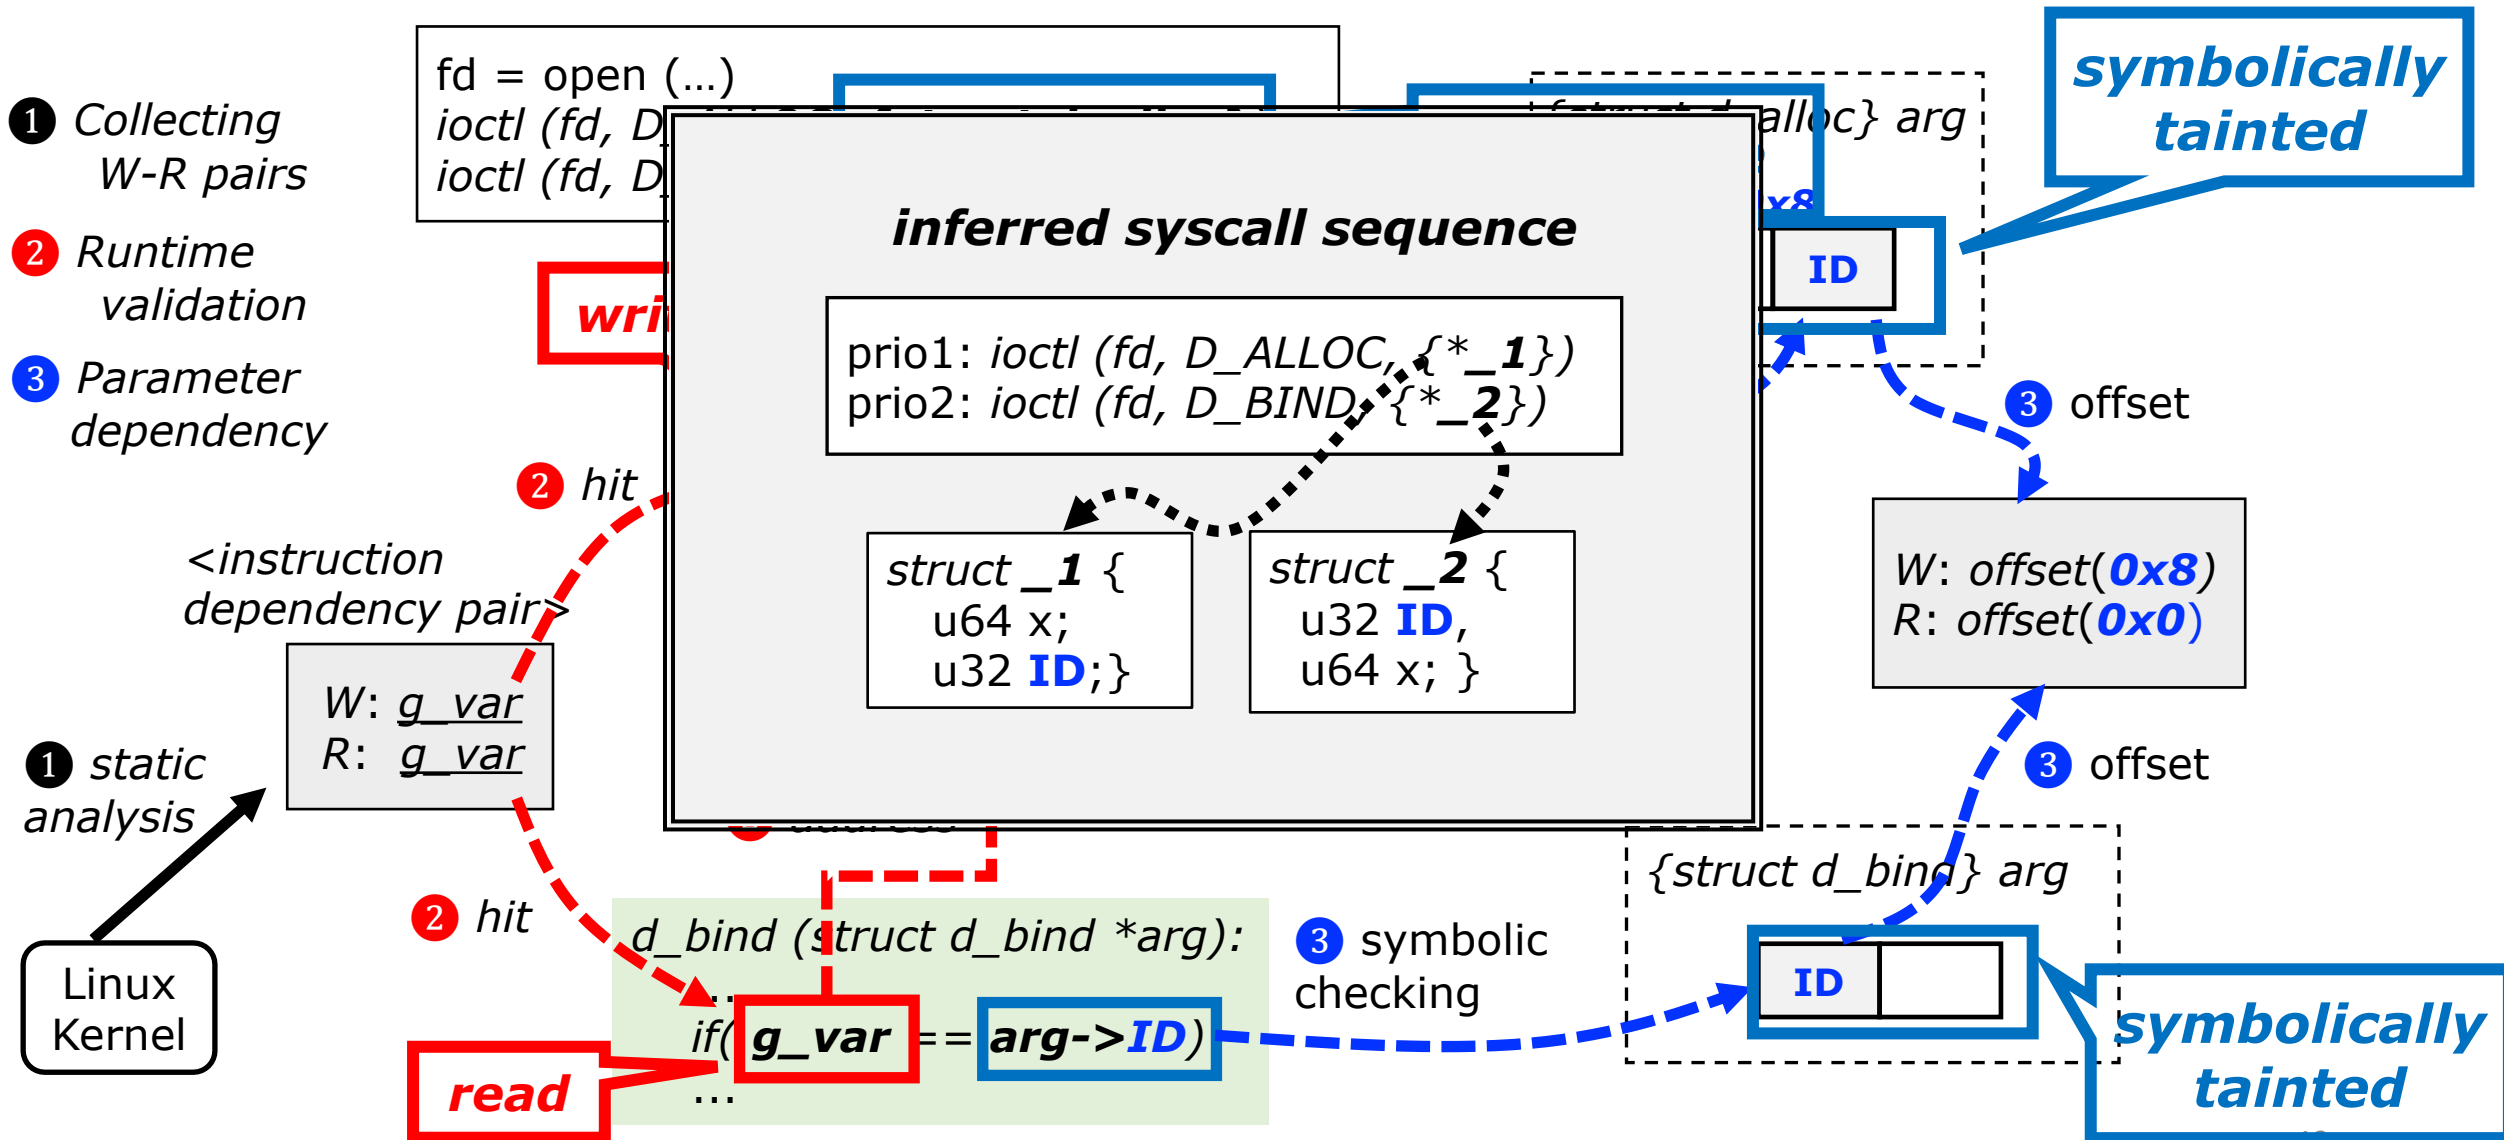 fd = open (…)
ioctl (fd, D_
ioctl (fd, D_
❶ Collecting
W-R pairs
❷ Runtime
validation
❸ Parameter
dependency
alloc} arg
symbolically
tainted
0x8
ID
inferred syscall sequence
prio1: ioctl (fd, D_ALLOC, {*_1})
prio2: ioctl (fd, D_BIND, {*_2})
struct _1 {
u64 x;
u32 ID;}
struct _2 {
u32 ID,
u64 x; }
❸ offset
❷ hit
<instruction
dependency pair>
W: g_var
R: g_var
W: offset(0x8)
R: offset(0x0)
❶ static
analysis
❸ offset
Linux
Kernel
❷ hit
d_bind (struct d_bind *arg):
if( g_var == arg->ID)
…
read
❸ symbolic
checking
{struct d_bind} arg
ID
symbolically
tainted